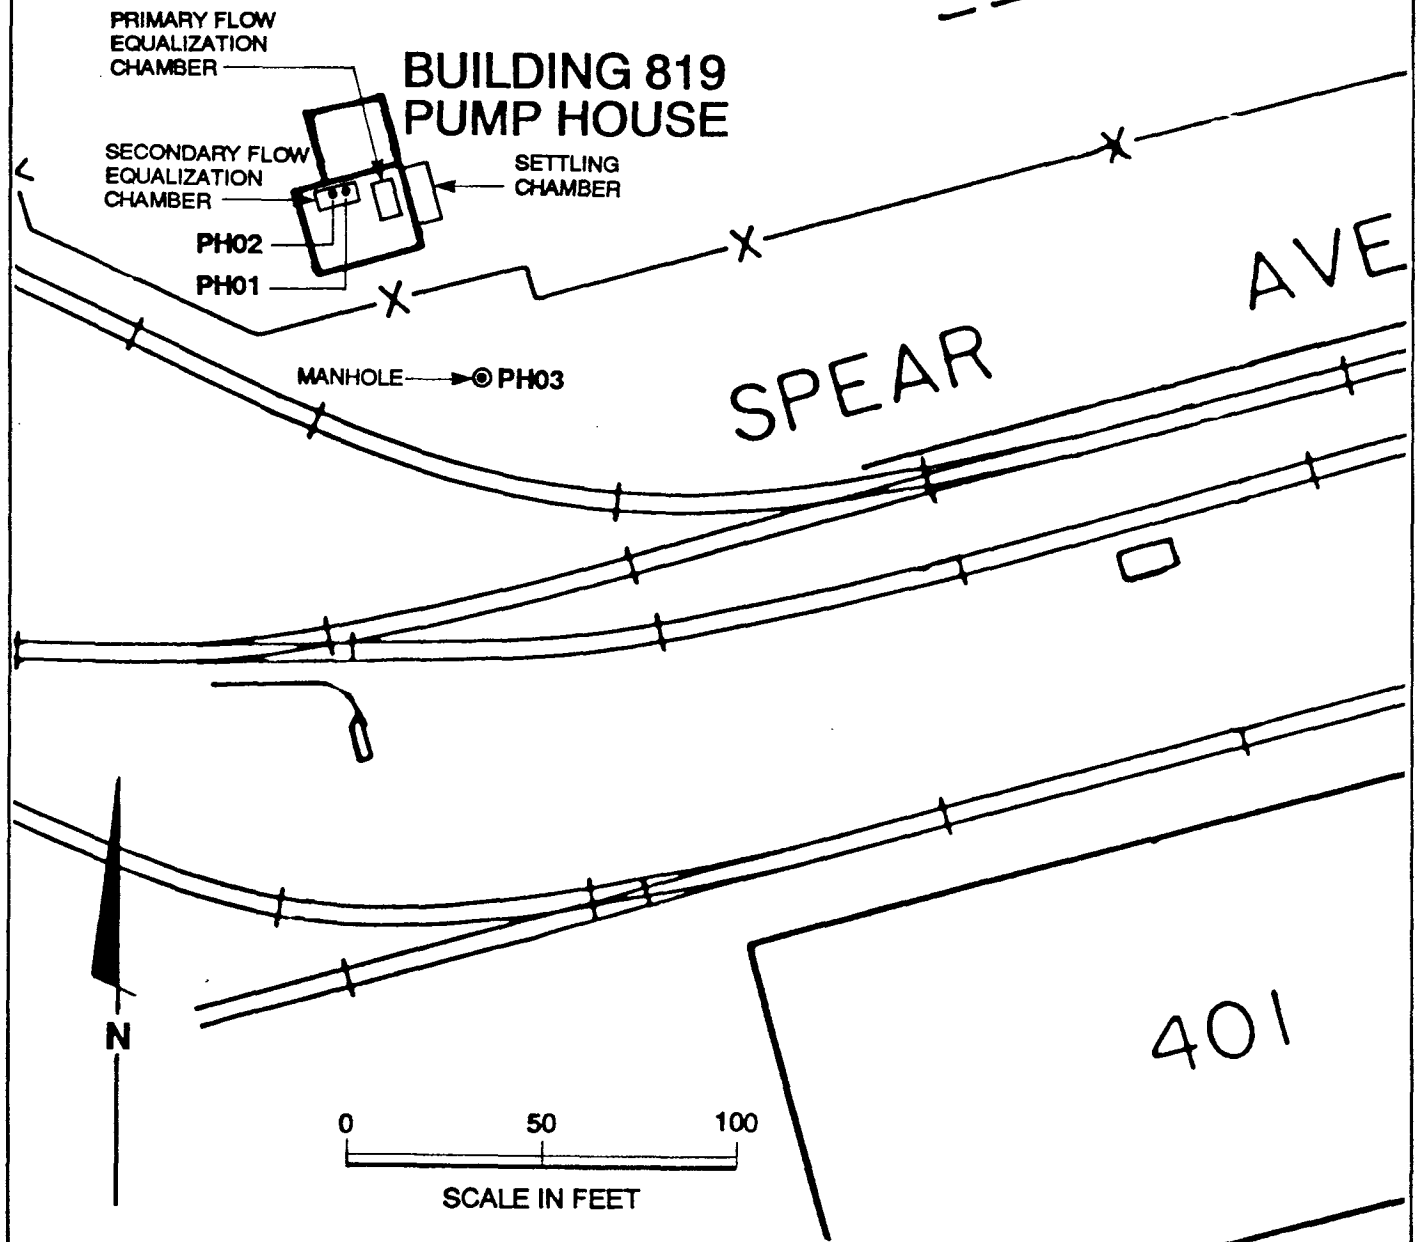 PRIMARY FLOW
EQUALIZATION
CHAMBER
BUILDING 819
PUMP HOUSE
SECONDARY FLOW
EQUALIZATION
CHAMBER
SETTLING
CHAMBER
PH02
PH01
MANHOLE
PH03
SPEAR AVE
401
N
0 50 100
SCALE IN FEET